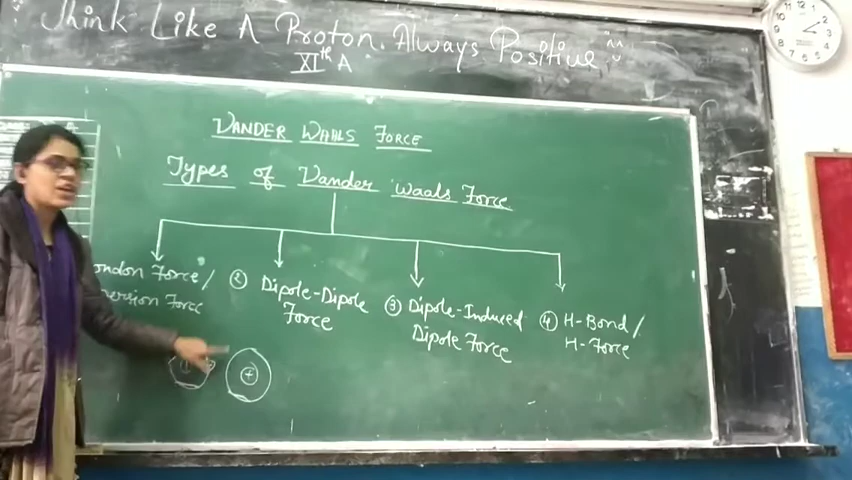 Think Like A Proton. Always Positive
XIth A
VANDER WAALS FORCE
Types of Vander waals Force
ondon Force/
persion Force
② Dipole-Dipole
Force
③ Dipole-Induced
Dipole Force
④ H-Bond/
H-Force
+